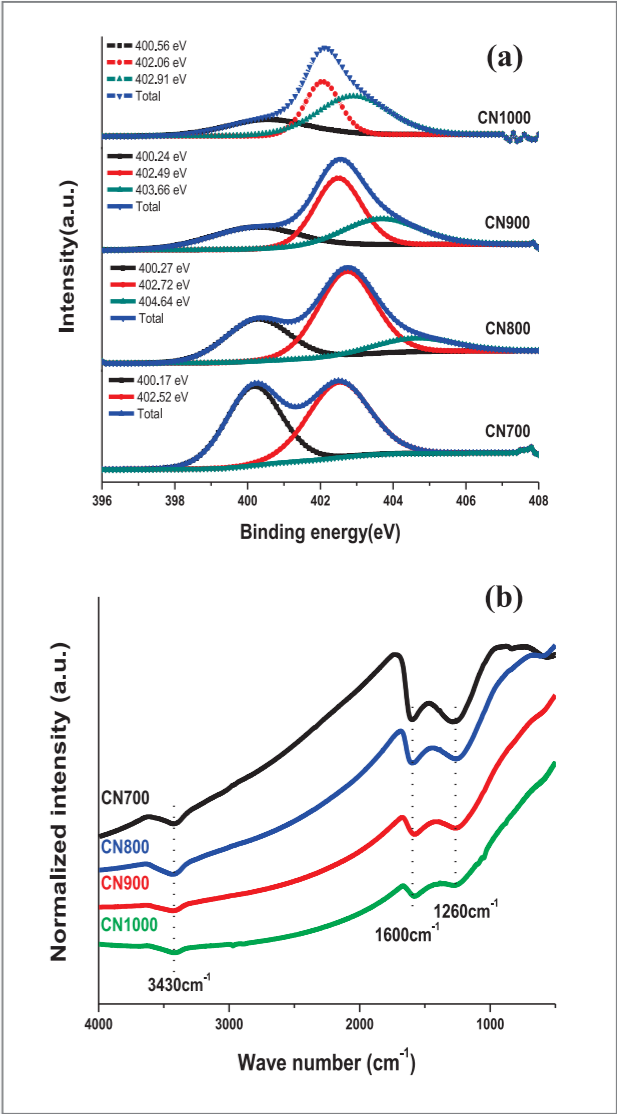 (a)
400.56 eV
402.06 eV
402.91 eV
Total
CN1000
400.24 eV
402.49 eV
403.66 eV
Total
CN900
400.27 eV
402.72 eV
404.64 eV
Total
CN800
400.17 eV
402.52 eV
Total
CN700
Intensity(a.u.)
396 398 400 402 404 406 408
Binding energy(eV)
(b)
Normalized intensity (a.u.)
CN700
CN800
CN900
CN1000
1260cm-1
1600cm-1
3430cm-1
4000 3000 2000 1000
Wave number (cm-1)